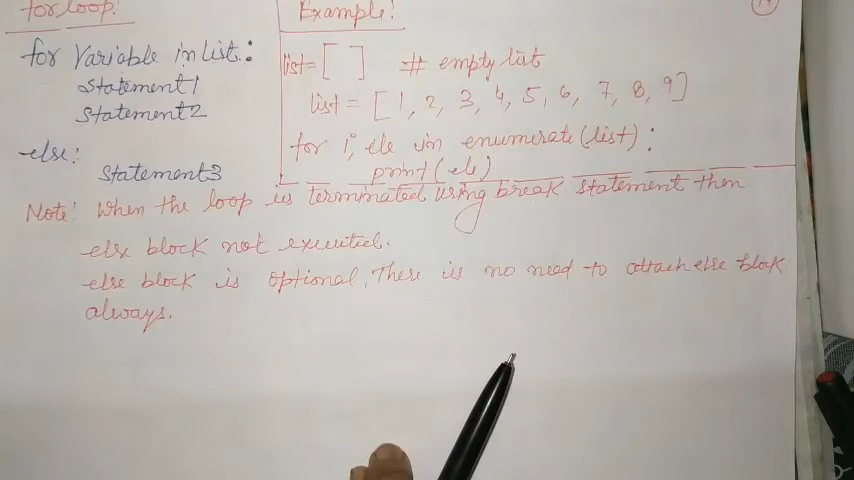 for loop!
for Variable in list:
statement1
statement2
else:
statement3
Example!
list = [ ] # empty list
list = [1, 2, 3, 4, 5, 6, 7, 8, 9]
for i, ele in enumerate(list):
print(ele)
Note! When the loop is terminated using break statement then
else block not executed.
else block is optional, There is no need to attach else block
always.